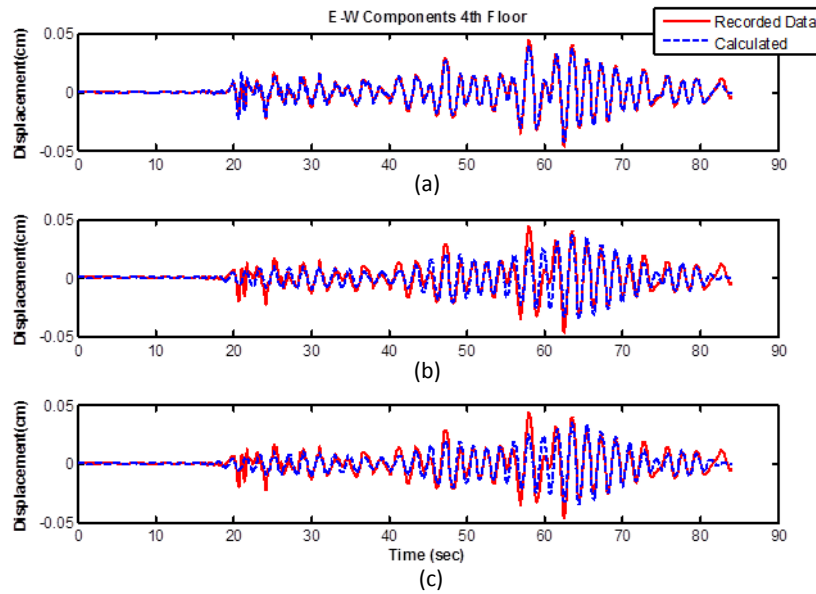 E-W Components 4th Floor
Recorded Data
Calculated
Displacement(cm)
0.05
0
-0.05
0 10 20 30 40 50 60 70 80 90
(a)
Displacement(cm)
0.05
0
-0.05
0 10 20 30 40 50 60 70 80 90
(b)
Displacement(cm)
0.05
0
-0.05
0 10 20 30 40 50 60 70 80 90
Time (sec)
(c)